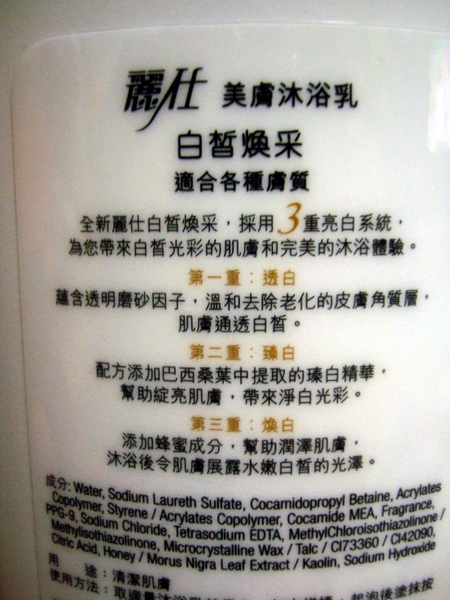 麗仕 美膚沐浴乳
白皙煥采
適合各種膚質
全新麗仕白皙煥采，採用3重亮白系統，
為您帶來白皙光彩的肌膚和完美的沐浴體驗。
第一重：透白
蘊含透明磨砂因子，溫和去除老化的皮膚角質層，
肌膚通透白皙。
第二重：臻白
配方添加巴西桑葉中提取的瑧白精華，
幫助綻亮肌膚，帶來淨白光彩。
第三重：煥白
添加蜂蜜成分，幫助潤澤肌膚，
沐浴後令肌膚展露水嫩白皙的光澤。
成分: Water, Sodium Laureth Sulfate, Cocamidopropyl Betaine, Acrylates
Copolymer, Styrene / Acrylates Copolymer, Cocamide MEA, Fragrance,
PPG-9, Sodium Chloride, Tetrasodium EDTA, MethylChloroisothiazolinone /
Methylisothiazolinone, Microcrystalline Wax / Talc / CI73360 / CI42090,
Citric Acid, Honey / Morus Nigra Leaf Extract / Kaolin, Sodium Hydroxide
用 途：清潔肌膚
使用方法：取適量沐浴乳